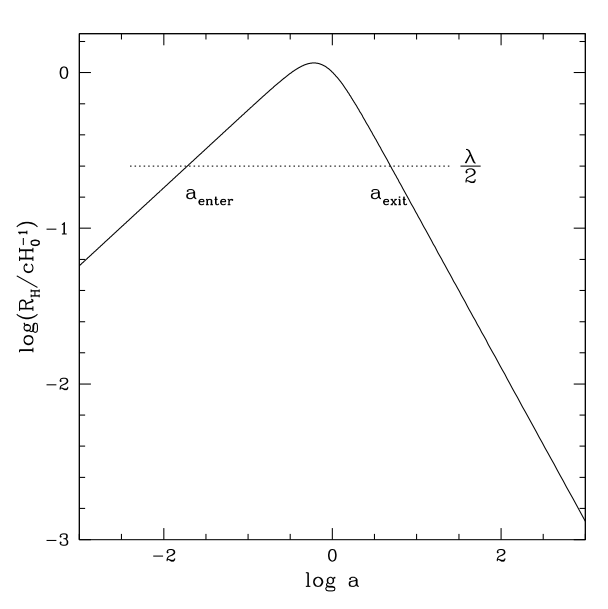 0
-1
-2
-3
-2
0
2
log a
log(R_H/cH_0^{-1})
λ/2
a_enter
a_exit